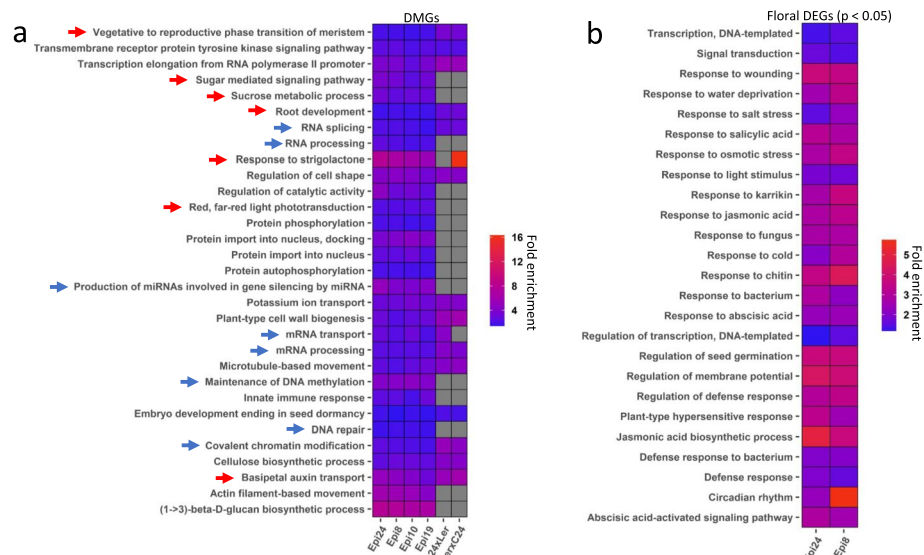 a
DMGs
Vegetative to reproductive phase transition of meristem
Transmembrane receptor protein tyrosine kinase signaling pathway
Transcription elongation from RNA polymerase II promoter
Sugar mediated signaling pathway
Sucrose metabolic process
Root development
RNA splicing
RNA processing
Response to strigolactone
Regulation of cell shape
Regulation of catalytic activity
Red, far-red light phototransduction
Protein phosphorylation
Protein import into nucleus, docking
Protein import into nucleus
Protein autophosphorylation
Production of miRNAs involved in gene silencing by miRNA
Potassium ion transport
Plant-type cell wall biogenesis
mRNA transport
mRNA processing
Microtubule-based movement
Maintenance of DNA methylation
Innate immune response
Embryo development ending in seed dormancy
DNA repair
Covalent chromatin modification
Cellulose biosynthetic process
Basipetal auxin transport
Actin filament-based movement
(1->3)-beta-D-glucan biosynthetic process
Epi24
Epi8
Epi10
Epi19
24xLer
erxC24
16
12
8
4
Fold enrichment
b
Floral DEGs (p < 0.05)
Transcription, DNA-templated
Signal transduction
Response to wounding
Response to water deprivation
Response to salt stress
Response to salicylic acid
Response to osmotic stress
Response to light stimulus
Response to karrikin
Response to jasmonic acid
Response to fungus
Response to cold
Response to chitin
Response to bacterium
Response to abscisic acid
Regulation of transcription, DNA-templated
Regulation of seed germination
Regulation of membrane potential
Regulation of defense response
Plant-type hypersensitive response
Jasmonic acid biosynthetic process
Defense response to bacterium
Defense response
Circadian rhythm
Abscisic acid-activated signaling pathway
Epi8
5
4
3
2
Fold enrichment